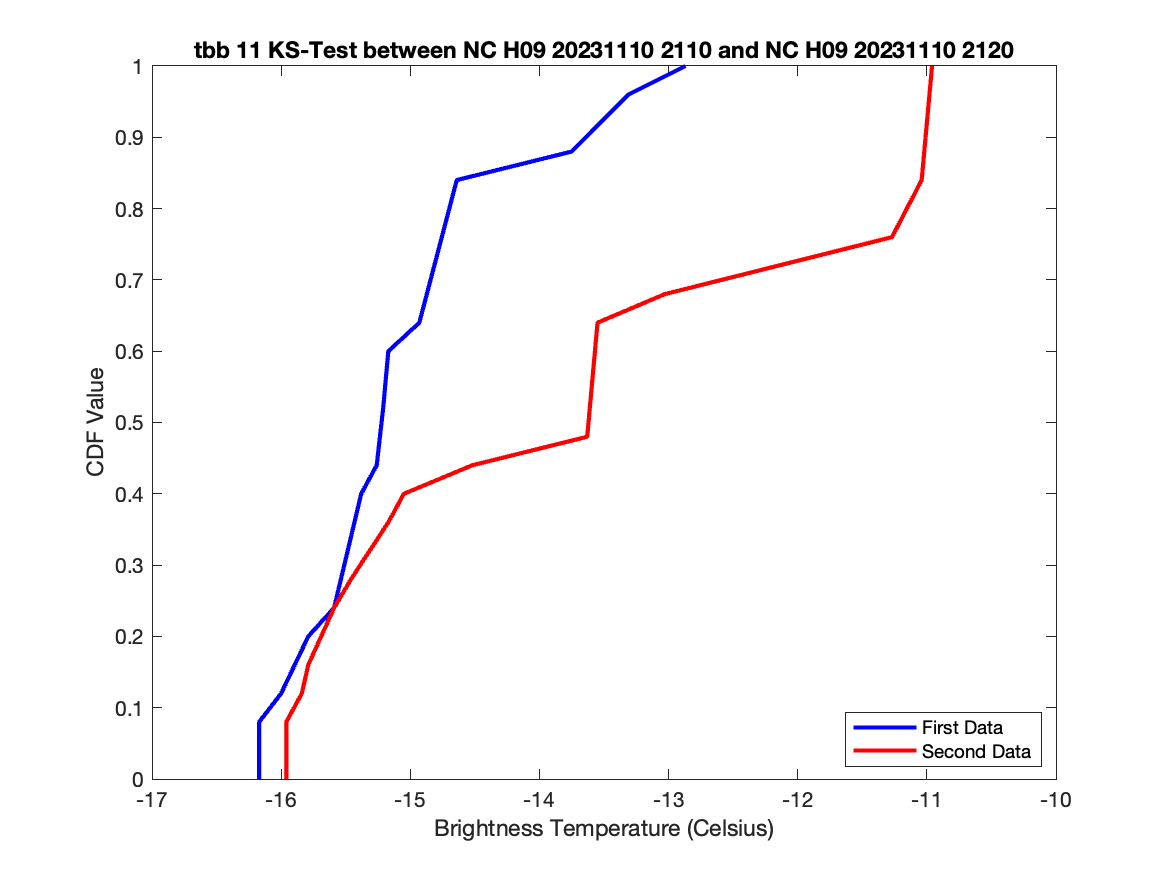 tbb 11 KS-Test between NC H09 20231110 2110 and NC H09 20231110 2120
1
0.9
0.8
0.7
0.6
0.5
0.4
0.3
0.2
0.1
0
CDF Value
First Data
Second Data
-17 -16 -15 -14 -13 -12 -11 -10
Brightness Temperature (Celsius)